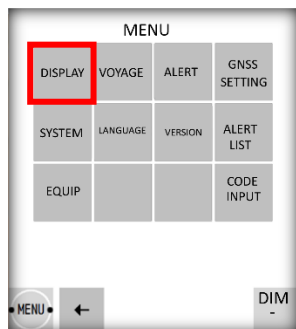 MENU
DISPLAY VOYAGE ALERT GNSS
SETTING
SYSTEM LANGUAGE VERSION ALERT
LIST
EQUIP CODE
INPUT
•MENU• ← DIM
-